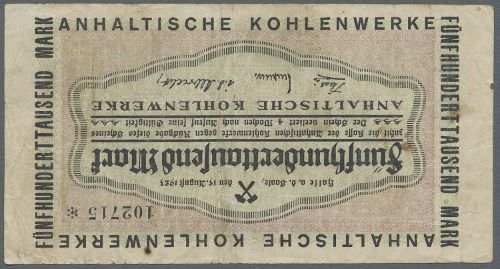 ANHALTISCHE KOHLENWERKE
FÜNFHUNDERTTAUSEND MARK
FÜNFHUNDERTTAUSEND MARK
102715 *
Halle a. d. Saale, den 15. August 1923
Fünfhunderttausend Mark
zahlt die Kasse der Anhaltischen Kohlenwerke gegen Rückgabe dieses Scheines
Der Schein verliert 4 Wochen nach Aufruf seine Gültigkeit
ANHALTISCHE KOHLENWERKE
ANHALTISCHE KOHLENWERKE